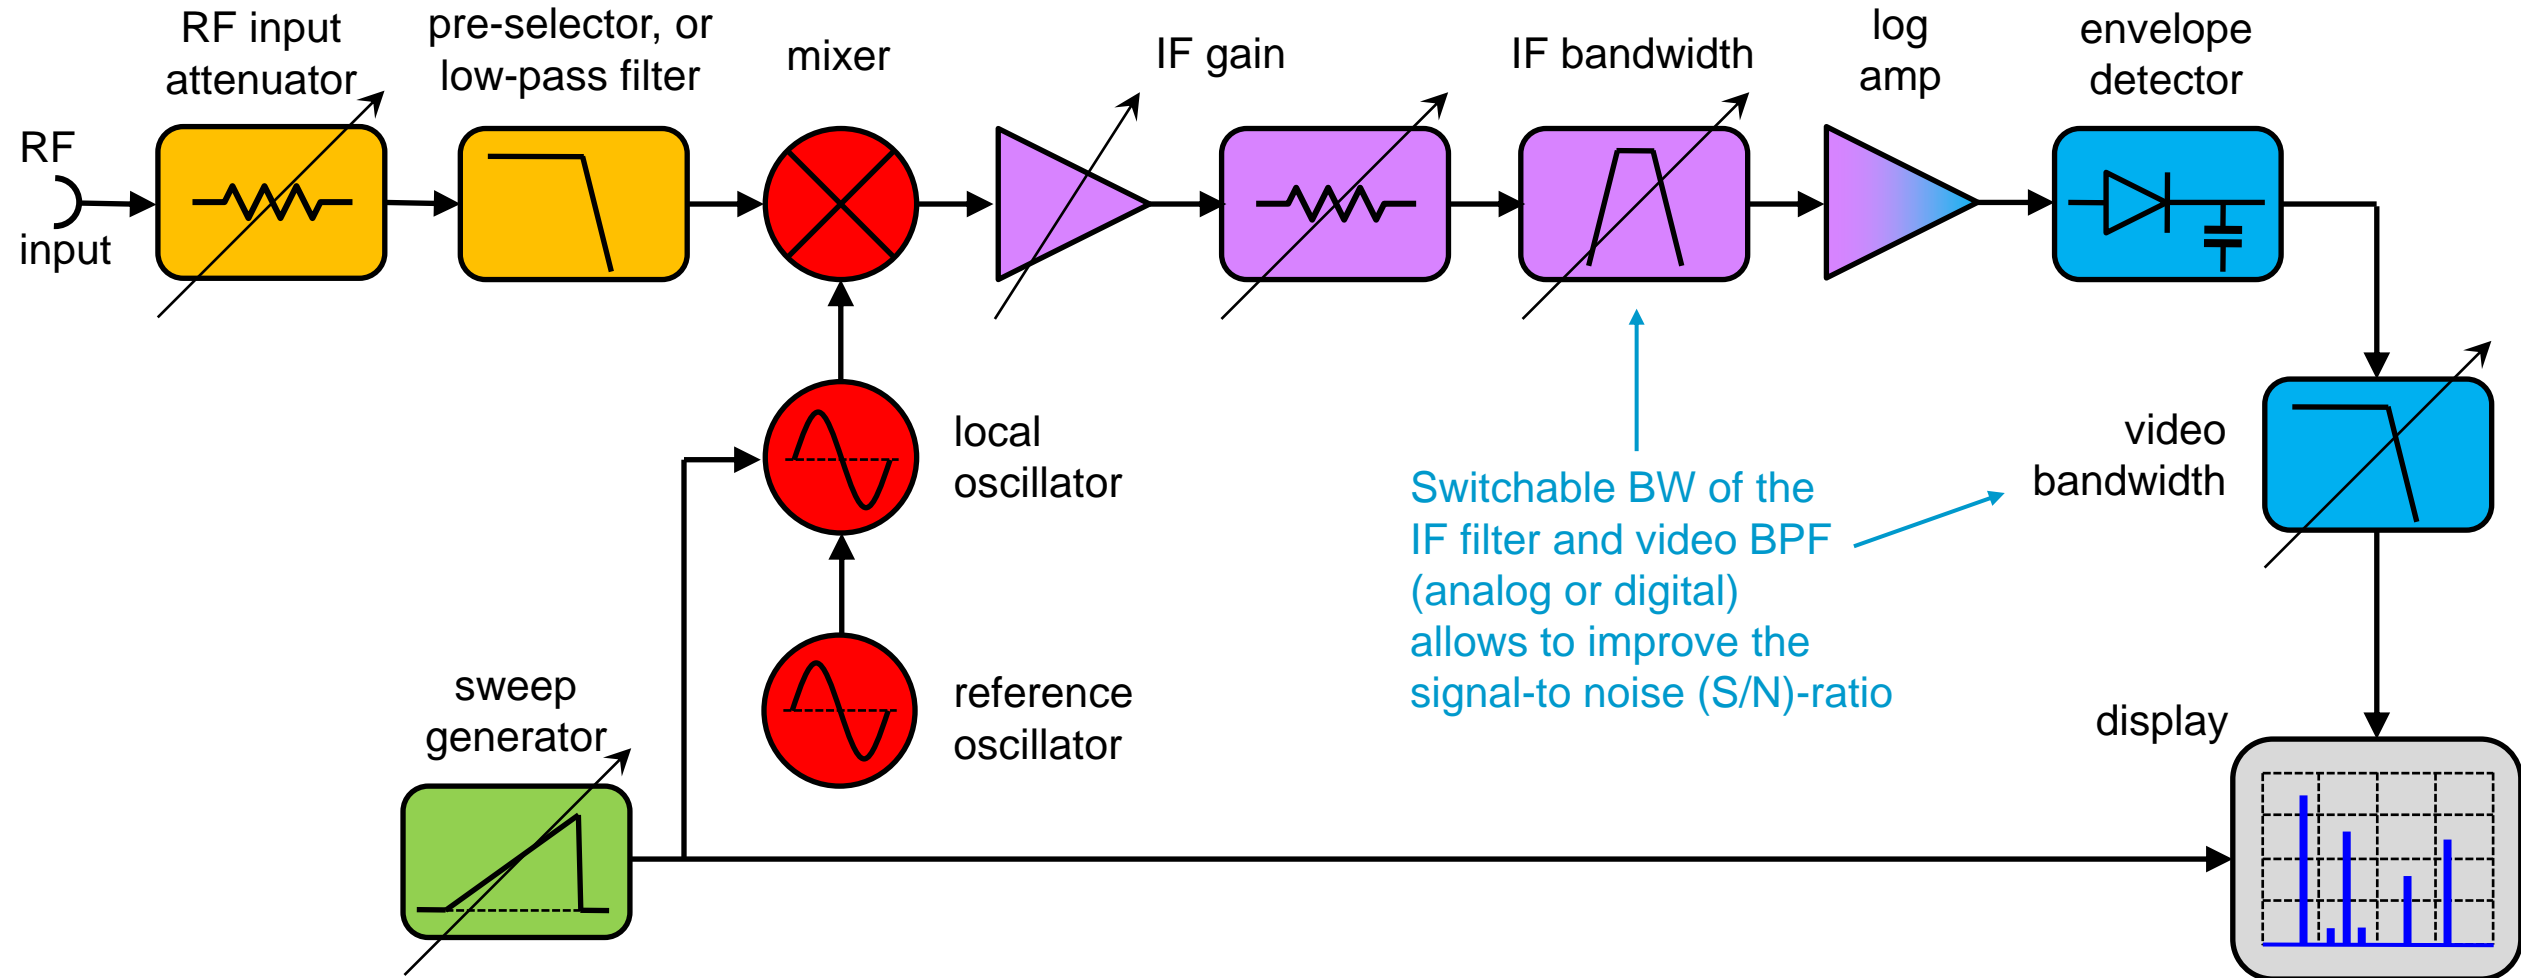 RF input
attenuator
pre-selector, or
low-pass filter
mixer
IF gain
IF bandwidth
log
amp
envelope
detector
RF
input
local
oscillator
video
bandwidth
Switchable BW of the
IF filter and video BPF
(analog or digital)
allows to improve the
signal-to noise (S/N)-ratio
sweep
generator
reference
oscillator
display